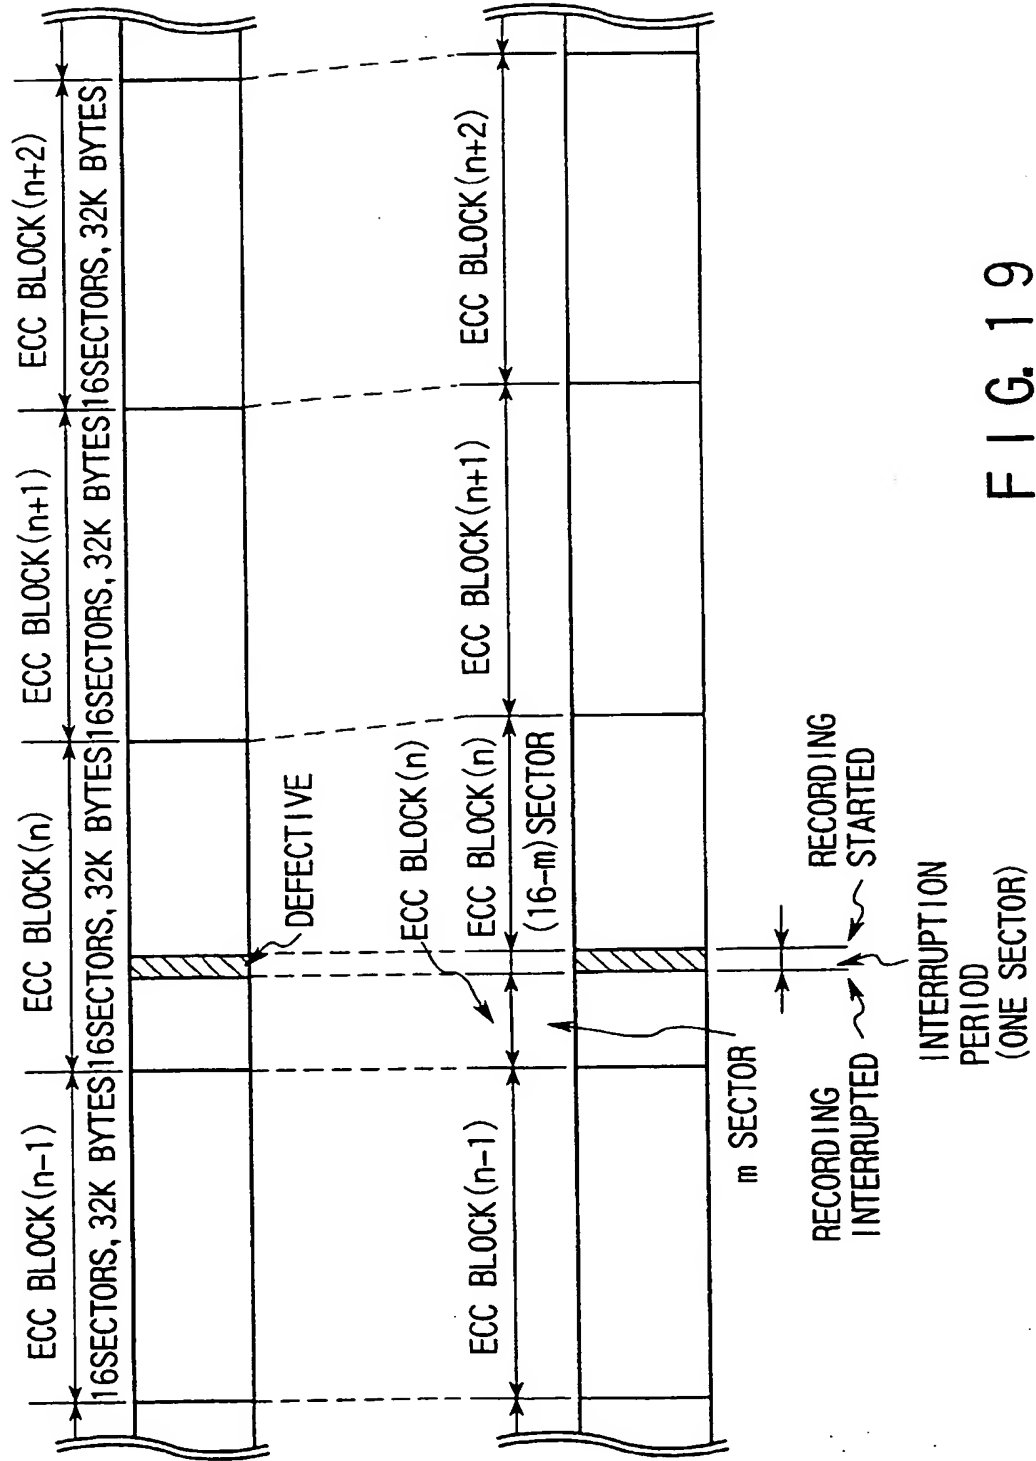 ECC BLOCK(n-1)
16SECTORS, 32K BYTES
ECC BLOCK(n)
16SECTORS, 32K BYTES
ECC BLOCK(n+1)
16SECTORS, 32K BYTES
ECC BLOCK(n+2)
16SECTORS, 32K BYTES
DEFECTIVE
ECC BLOCK(n)
ECC BLOCK(n-1)
ECC BLOCK(n)
(16-m)SECTOR
ECC BLOCK(n+1)
ECC BLOCK(n+2)
m SECTOR
RECORDING
INTERRUPTED
RECORDING
STARTED
INTERRUPTION
PERIOD
(ONE SECTOR)
FIG. 19